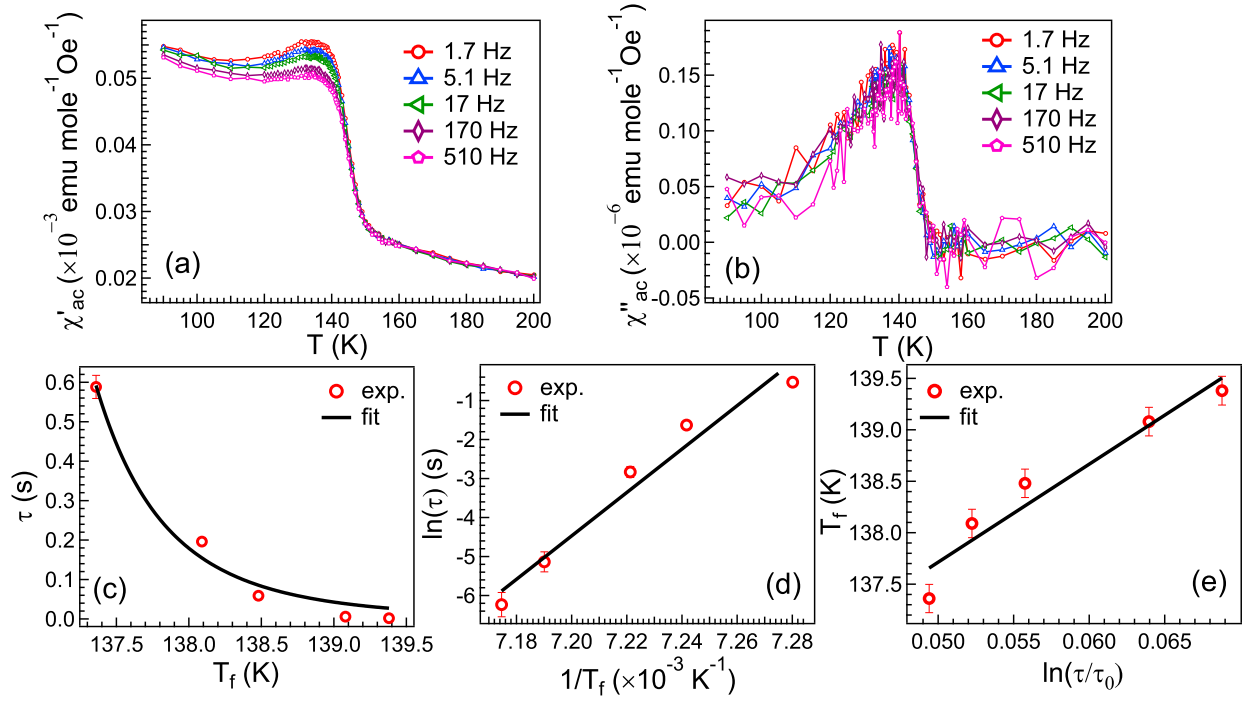 χ'ac (×10⁻³ emu mole⁻¹Oe⁻¹)
0.05
0.04
0.03
0.02
1.7 Hz
5.1 Hz
17 Hz
170 Hz
510 Hz
(a)
100 120 140 160 180 200
T (K)
χ"ac (×10⁻⁶ emu mole⁻¹Oe⁻¹)
0.15
0.10
0.05
0.00
-0.05
1.7 Hz
5.1 Hz
17 Hz
170 Hz
510 Hz
(b)
100 120 140 160 180 200
T (K)
τ (s)
0.6
0.5
0.4
0.3
0.2
0.1
0.0
exp.
fit
(c)
137.5 138.0 138.5 139.0 139.5
Tf (K)
ln(τ) (s)
-1
-2
-3
-4
-5
-6
exp.
fit
(d)
7.18 7.20 7.22 7.24 7.26 7.28
1/Tf (×10⁻³ K⁻¹)
Tf (K)
139.5
139.0
138.5
138.0
137.5
exp.
fit
(e)
0.050 0.055 0.060 0.065
ln(τ/τ₀)